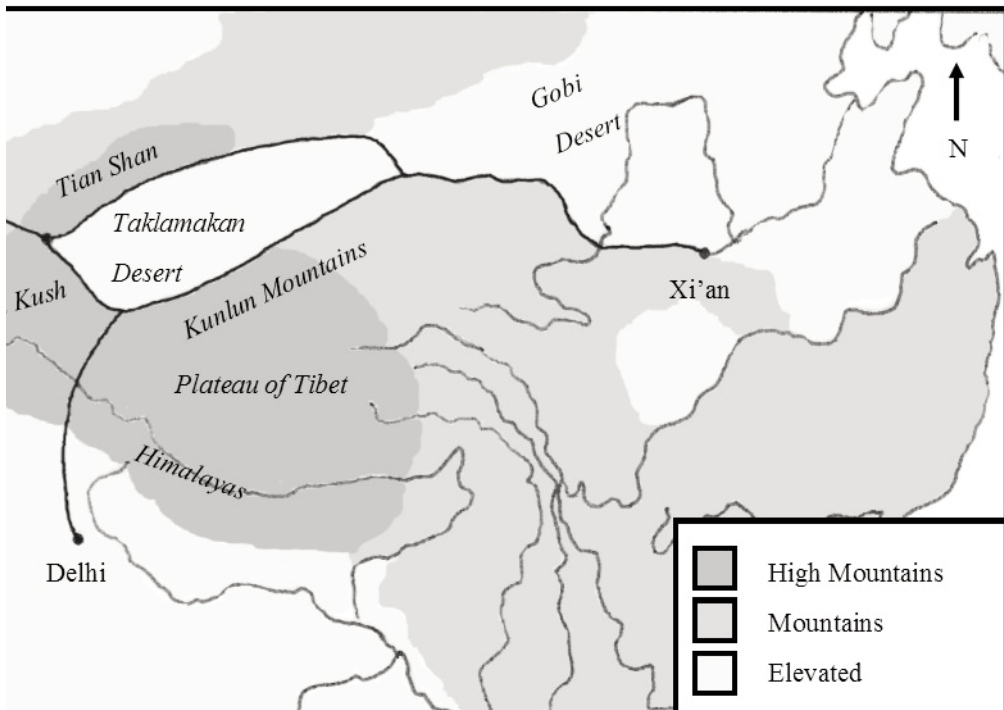 Gobi
Desert
N
Tian Shan
Taklamakan
Desert
Kush
Kunlun Mountains
Xi’an
Plateau of Tibet
Himalayas
Delhi
High Mountains
Mountains
Elevated